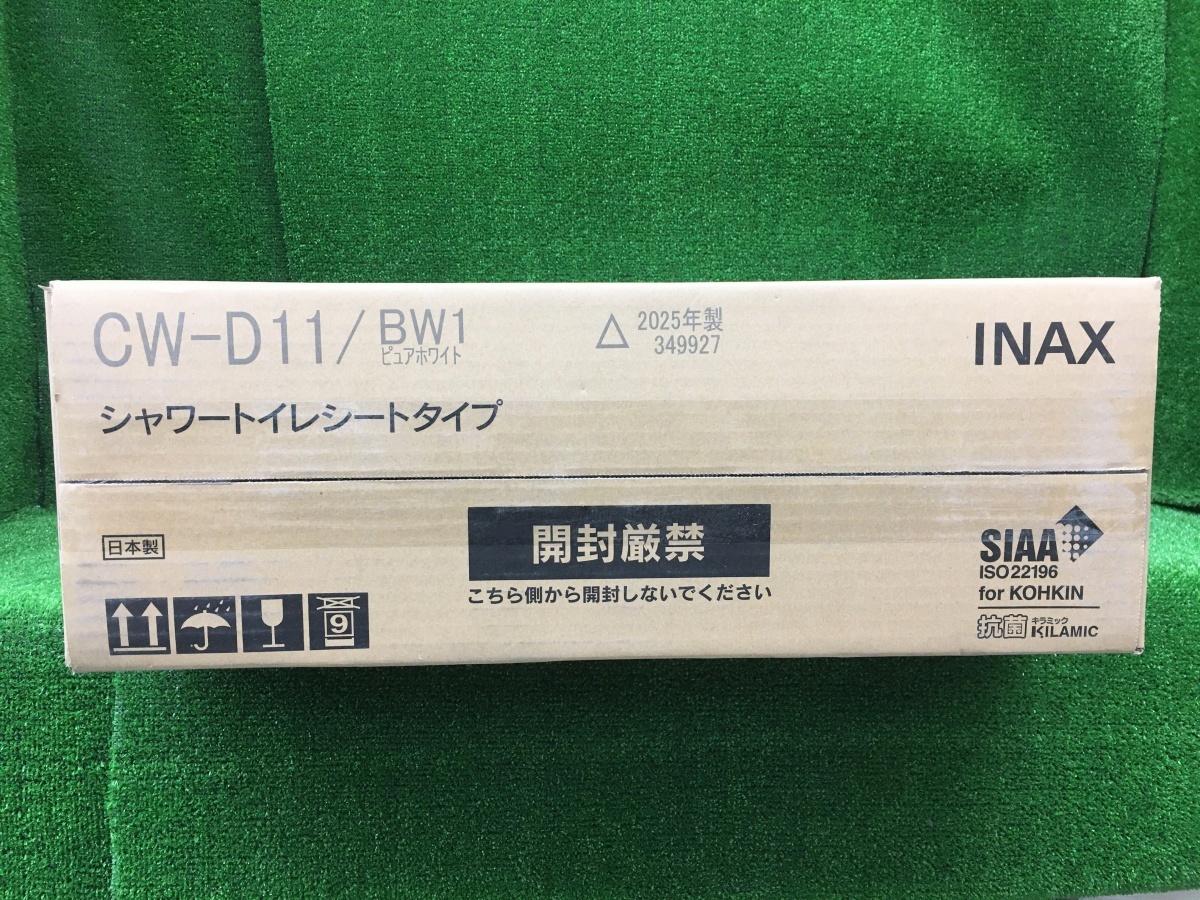 CW-D11/BW1
ピュアホワイト
△ 2025年製
349927
INAX
シャワートイレシートタイプ
日本製
開封厳禁
こちら側から開封しないでください
9
SIAA
ISO22196
for KOHKIN
抗菌 キラミック
KILAMIC